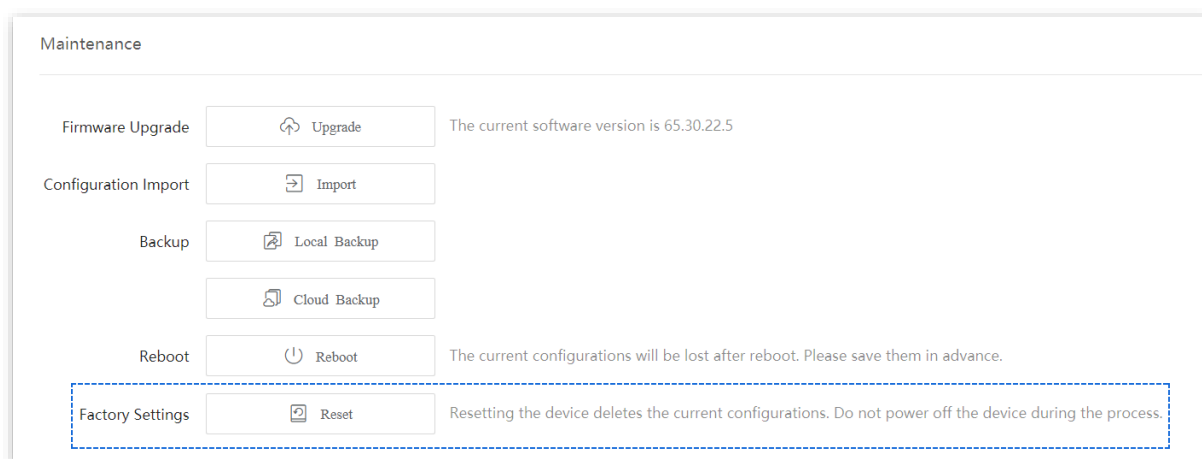 Maintenance
Firmware Upgrade Upgrade The current software version is 65.30.22.5
Configuration Import Import
Backup Local Backup
Cloud Backup
Reboot Reboot The current configurations will be lost after reboot. Please save them in advance.
Factory Settings Reset Resetting the device deletes the current configurations. Do not power off the device during the process.